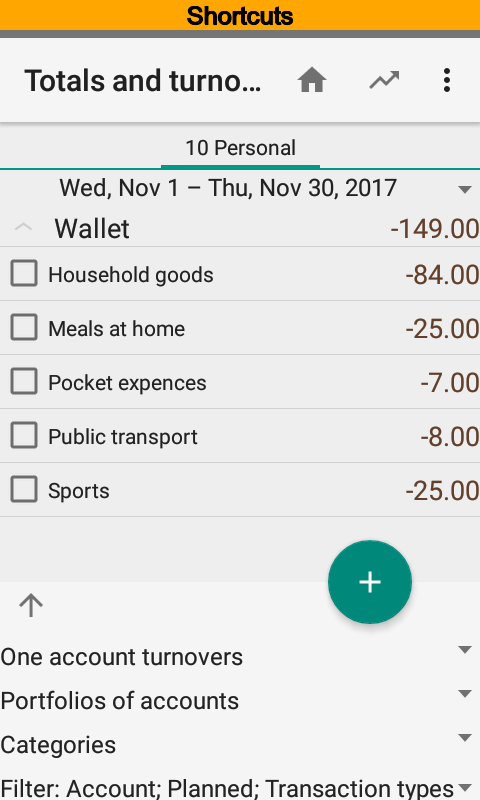 Shortcuts
Totals and turno...
10 Personal
Wed, Nov 1 – Thu, Nov 30, 2017
Wallet -149.00
Household goods -84.00
Meals at home -25.00
Pocket expences -7.00
Public transport -8.00
Sports -25.00
One account turnovers
Portfolios of accounts
Categories
Filter: Account; Planned; Transaction types